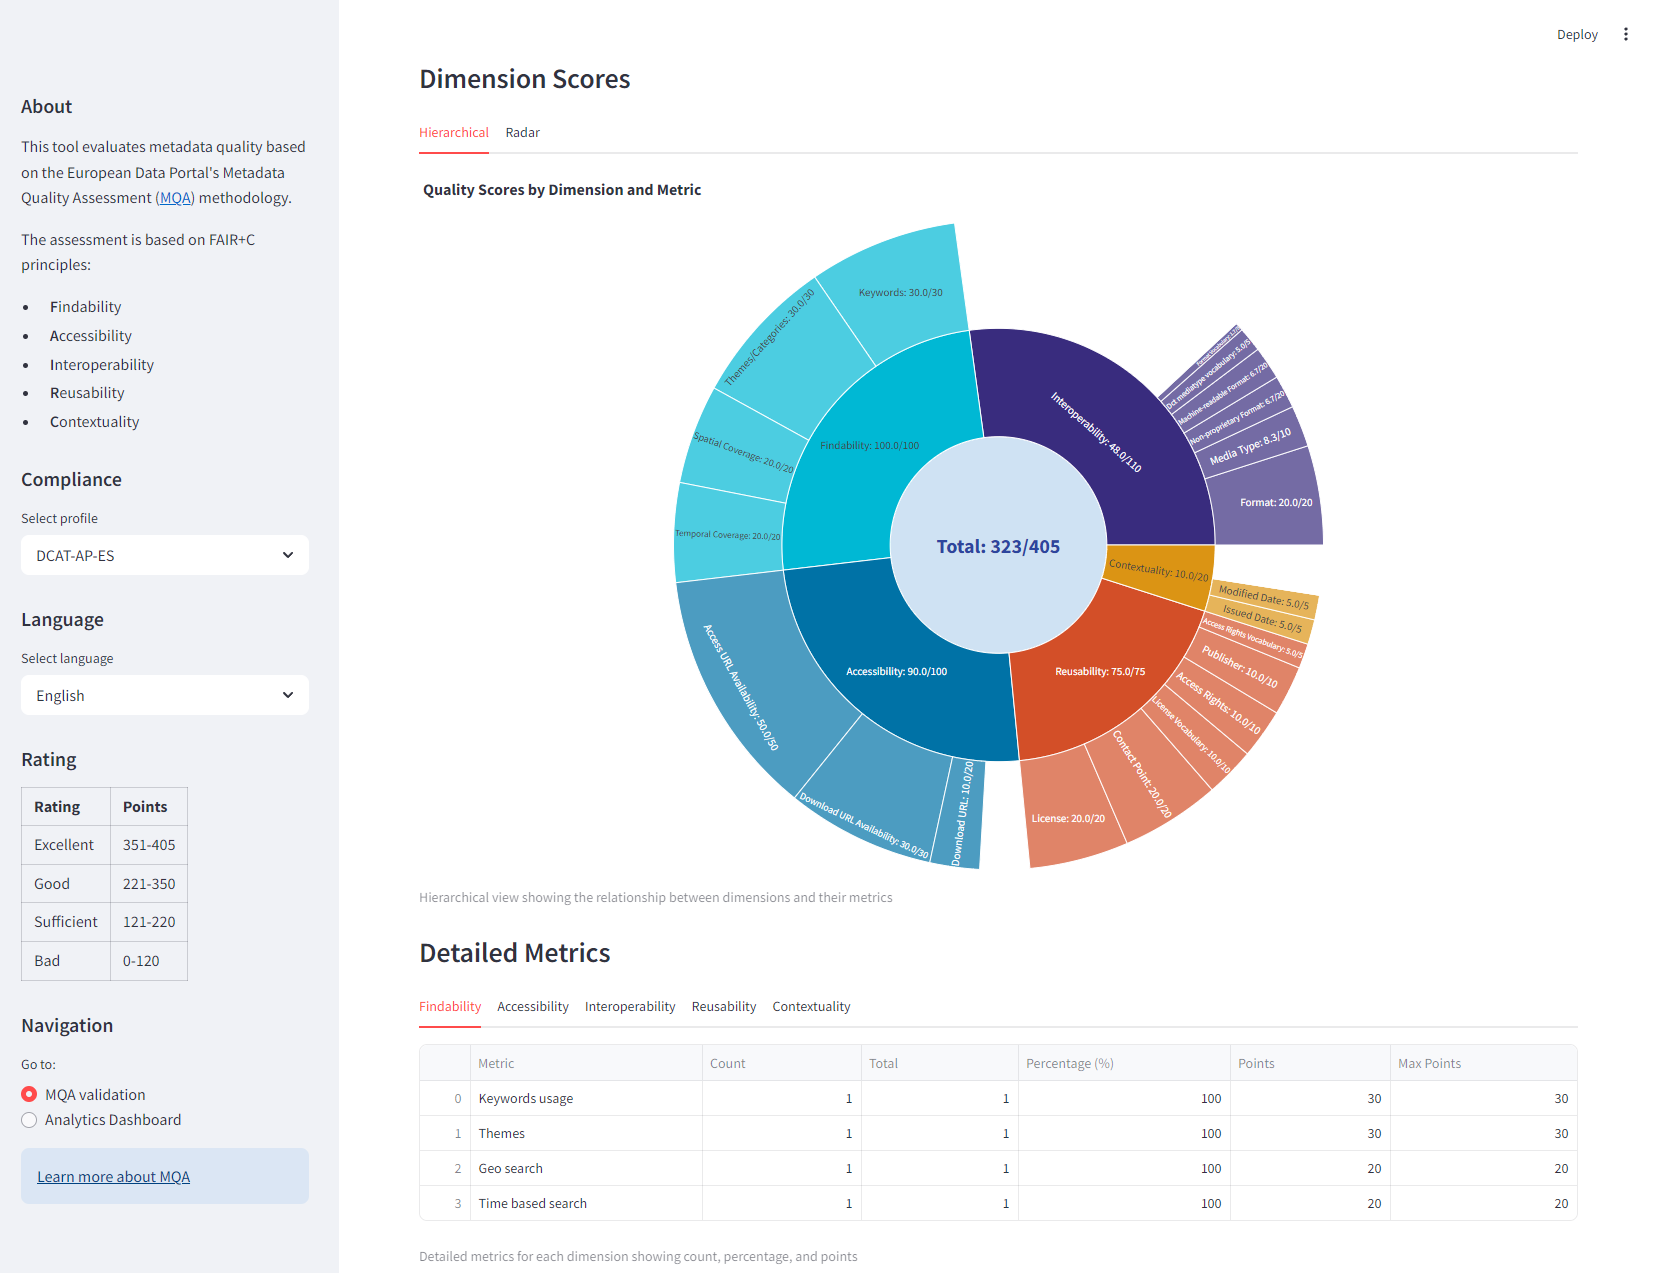 Deploy
About
This tool evaluates metadata quality based
on the European Data Portal's Metadata
Quality Assessment (MQA) methodology.
The assessment is based on FAIR+C
principles:
• Findability
• Accessibility
• Interoperability
• Reusability
• Contextuality
Compliance
Select profile
DCAT-AP-ES
Language
Select language
English
Rating
Rating Points
Excellent 351-405
Good 221-350
Sufficient 121-220
Bad 0-120
Navigation
Go to:
MQA validation
Analytics Dashboard
Learn more about MQA
Dimension Scores
Hierarchical Radar
Quality Scores by Dimension and Metric
Keywords: 30.0/30
Themes/Categories: 30.0/30
Spatial Coverage: 20.0/20
Temporal Coverage: 20.0/20
Findability: 100.0/100
Interoperability: 48.0/110
Dct mediatype vocabulary: 5.0/5
Machine-readable Format: 6.7/20
Non-proprietary Format: 6.7/20
Media Type: 8.3/10
Format: 20.0/20
Total: 323/405
Contextuality: 10.0/20
Modified Date: 5.0/5
Issued Date: 5.0/5
Access Rights Vocabulary: 5.0/5
Publisher: 10.0/10
Access Rights: 10.0/10
License Vocabulary: 10.0/10
Contact Point: 20.0/20
License: 20.0/20
Reusability: 75.0/75
Accessibility: 90.0/100
Access URL Availability: 50.0/50
Download URL Availability: 30.0/30
Download URL: 10.0/20
Hierarchical view showing the relationship between dimensions and their metrics
Detailed Metrics
Findability Accessibility Interoperability Reusability Contextuality
Metric Count Total Percentage (%) Points Max Points
0 Keywords usage 1 1 100 30 30
1 Themes 1 1 100 30 30
2 Geo search 1 1 100 20 20
3 Time based search 1 1 100 20 20
Detailed metrics for each dimension showing count, percentage, and points